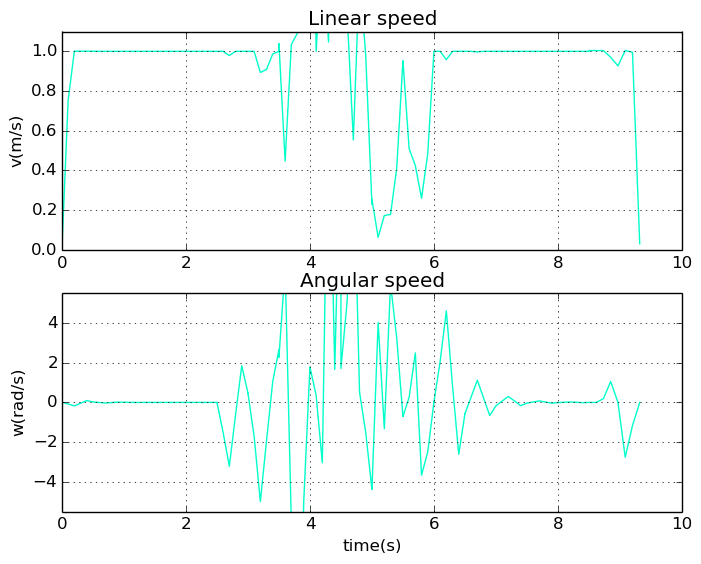 Linear speed
1.0
0.8
0.6
0.4
0.2
0.0
v(m/s)
0 2 4 6 8 10
Angular speed
4
2
0
−2
−4
w(rad/s)
0 2 4 6 8 10
time(s)